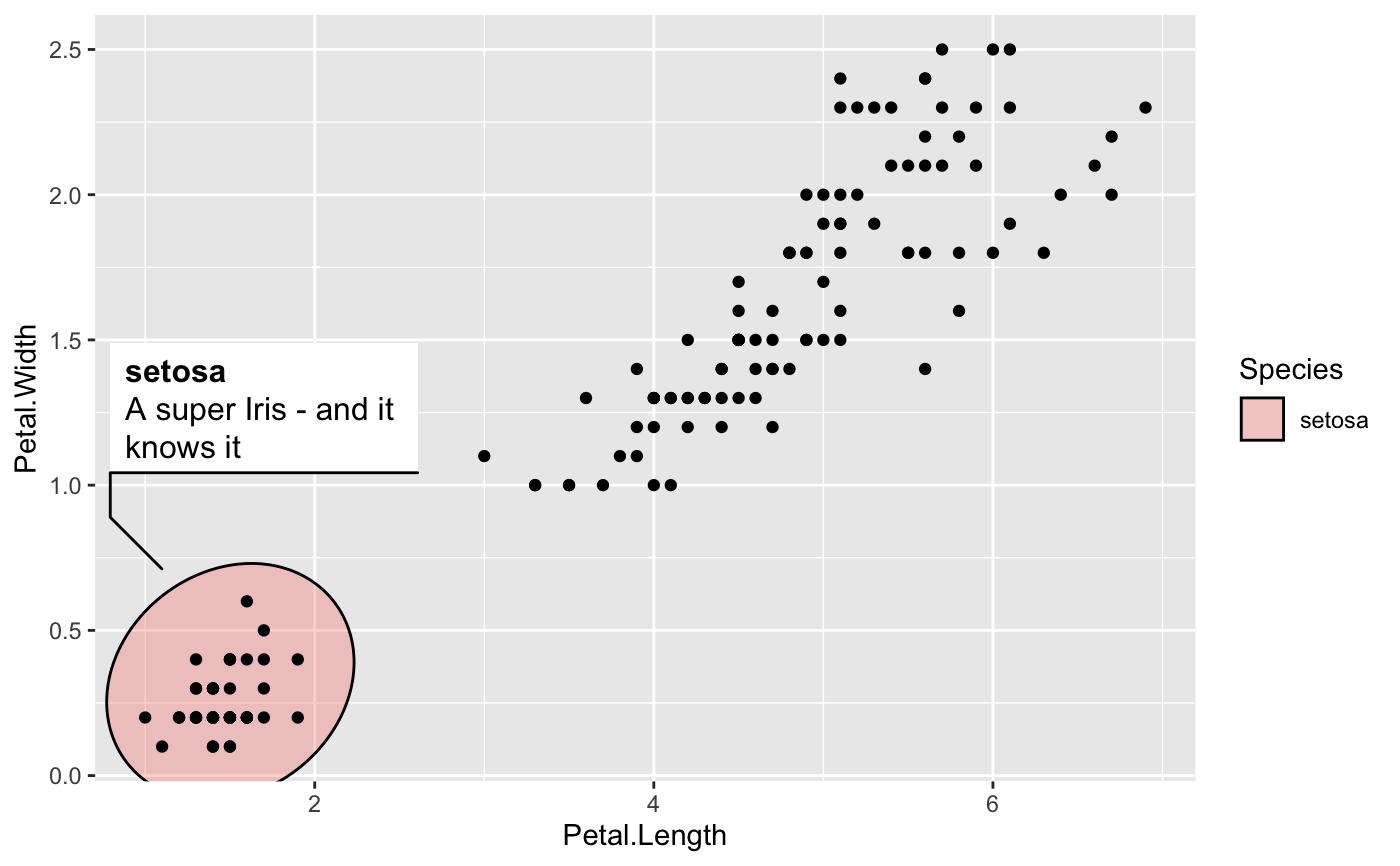 2.5
2.0
1.5
1.0
0.5
0.0
Petal.Width
setosa
A super Iris - and it
knows it
Species
setosa
2 4 6
Petal.Length